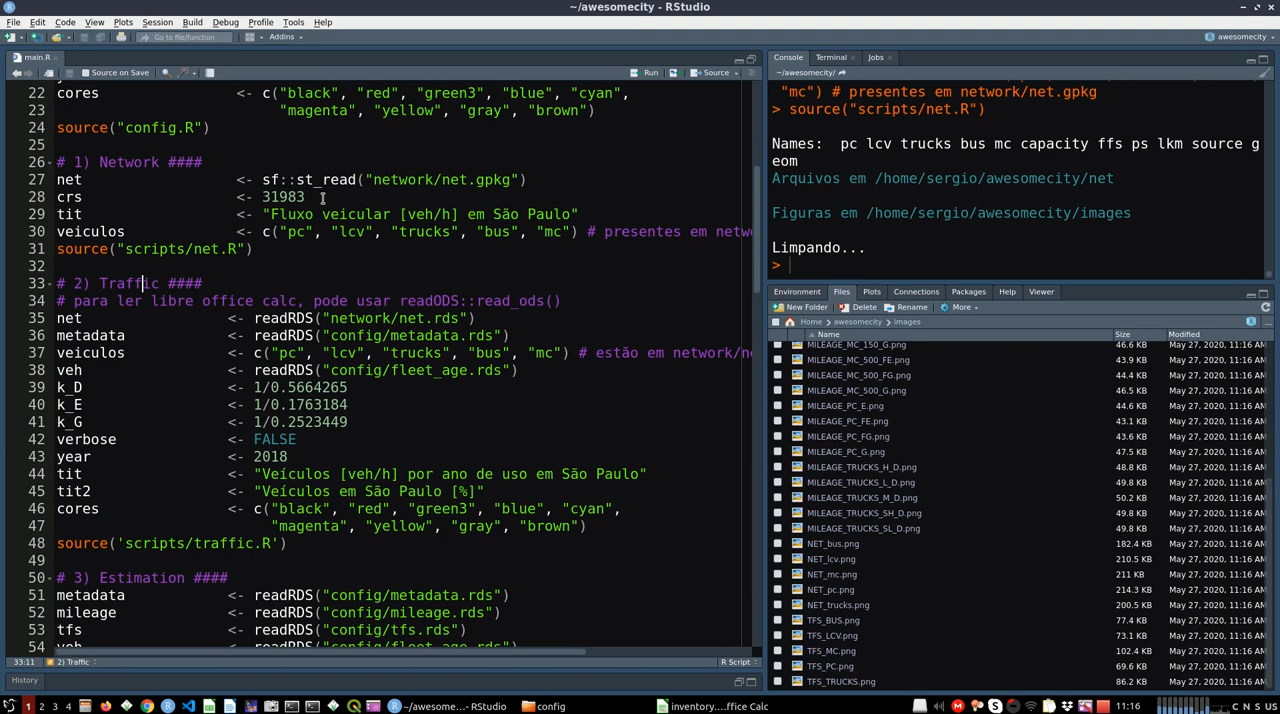 ~/awesomecity - RStudio
File Edit Code View Plots Session Build Debug Profile Tools Help
Go to file/function Addins awesomecity
main.R
Source on Save Run Source
22 cores <- c("black", "red", "green3", "blue", "cyan",
23 "magenta", "yellow", "gray", "brown")
24 source("config.R")
25
26 # 1) Network ####
27 net <- sf::st_read("network/net.gpkg")
28 crs <- 31983
29 tit <- "Fluxo veicular [veh/h] em São Paulo"
30 veiculos <- c("pc", "lcv", "trucks", "bus", "mc") # presentes em netw
31 source("scripts/net.R")
32
33 # 2) Traffic ####
34 # para ler libre office calc, pode usar readODS::read_ods()
35 net <- readRDS("network/net.rds")
36 metadata <- readRDS("config/metadata.rds")
37 veiculos <- c("pc", "lcv", "trucks", "bus", "mc") # estão em network/n
38 veh <- readRDS("config/fleet_age.rds")
39 k_D <- 1/0.5664265
40 k_E <- 1/0.1763184
41 k_G <- 1/0.2523449
42 verbose <- FALSE
43 year <- 2018
44 tit <- "Veículos [veh/h] por ano de uso em São Paulo"
45 tit2 <- "Veículos em São Paulo [%]"
46 cores <- c("black", "red", "green3", "blue", "cyan",
47 "magenta", "yellow", "gray", "brown")
48 source('scripts/traffic.R')
49
50 # 3) Estimation ####
51 metadata <- readRDS("config/metadata.rds")
52 mileage <- readRDS("config/mileage.rds")
53 tfs <- readRDS("config/tfs.rds")
54 veh <- readRDS("config/fleet_age.rds")
33:11 2) Traffic R Script
History
Console Terminal Jobs
~/awesomecity/
"mc") # presentes em network/net.gpkg
> source("scripts/net.R")
Names: pc lcv trucks bus mc capacity ffs ps lkm source g
eom
Arquivos em /home/sergio/awesomecity/net
Figuras em /home/sergio/awesomecity/images
Limpando...
>
Environment Files Plots Connections Packages Help Viewer
New Folder Delete Rename More
Home awesomecity images
Name Size Modified
MILEAGE_MC_150_G.png 46.6 KB May 27, 2020, 11:16 AM
MILEAGE_MC_500_FE.png 43.9 KB May 27, 2020, 11:16 AM
MILEAGE_MC_500_FG.png 44.4 KB May 27, 2020, 11:16 AM
MILEAGE_MC_500_G.png 46.5 KB May 27, 2020, 11:16 AM
MILEAGE_PC_E.png 44.6 KB May 27, 2020, 11:16 AM
MILEAGE_PC_FE.png 43.1 KB May 27, 2020, 11:16 AM
MILEAGE_PC_FG.png 43.6 KB May 27, 2020, 11:16 AM
MILEAGE_PC_G.png 47.5 KB May 27, 2020, 11:16 AM
MILEAGE_TRUCKS_H_D.png 48.8 KB May 27, 2020, 11:16 AM
MILEAGE_TRUCKS_L_D.png 49.8 KB May 27, 2020, 11:16 AM
MILEAGE_TRUCKS_M_D.png 50.2 KB May 27, 2020, 11:16 AM
MILEAGE_TRUCKS_SH_D.png 49.8 KB May 27, 2020, 11:16 AM
MILEAGE_TRUCKS_SL_D.png 49.8 KB May 27, 2020, 11:16 AM
NET_bus.png 182.4 KB May 27, 2020, 11:16 AM
NET_lcv.png 210.5 KB May 27, 2020, 11:16 AM
NET_mc.png 211 KB May 27, 2020, 11:16 AM
NET_pc.png 214.3 KB May 27, 2020, 11:16 AM
NET_trucks.png 200.5 KB May 27, 2020, 11:16 AM
TFS_BUS.png 77.4 KB May 27, 2020, 11:16 AM
TFS_LCV.png 73.1 KB May 27, 2020, 11:16 AM
TFS_MC.png 102.4 KB May 27, 2020, 11:16 AM
TFS_PC.png 69.6 KB May 27, 2020, 11:16 AM
TFS_TRUCKS.png 86.2 KB May 27, 2020, 11:16 AM
1 2 3 4 ~/awesome...y - RStudio config inventory....ffice Calc 11:16 C N S US